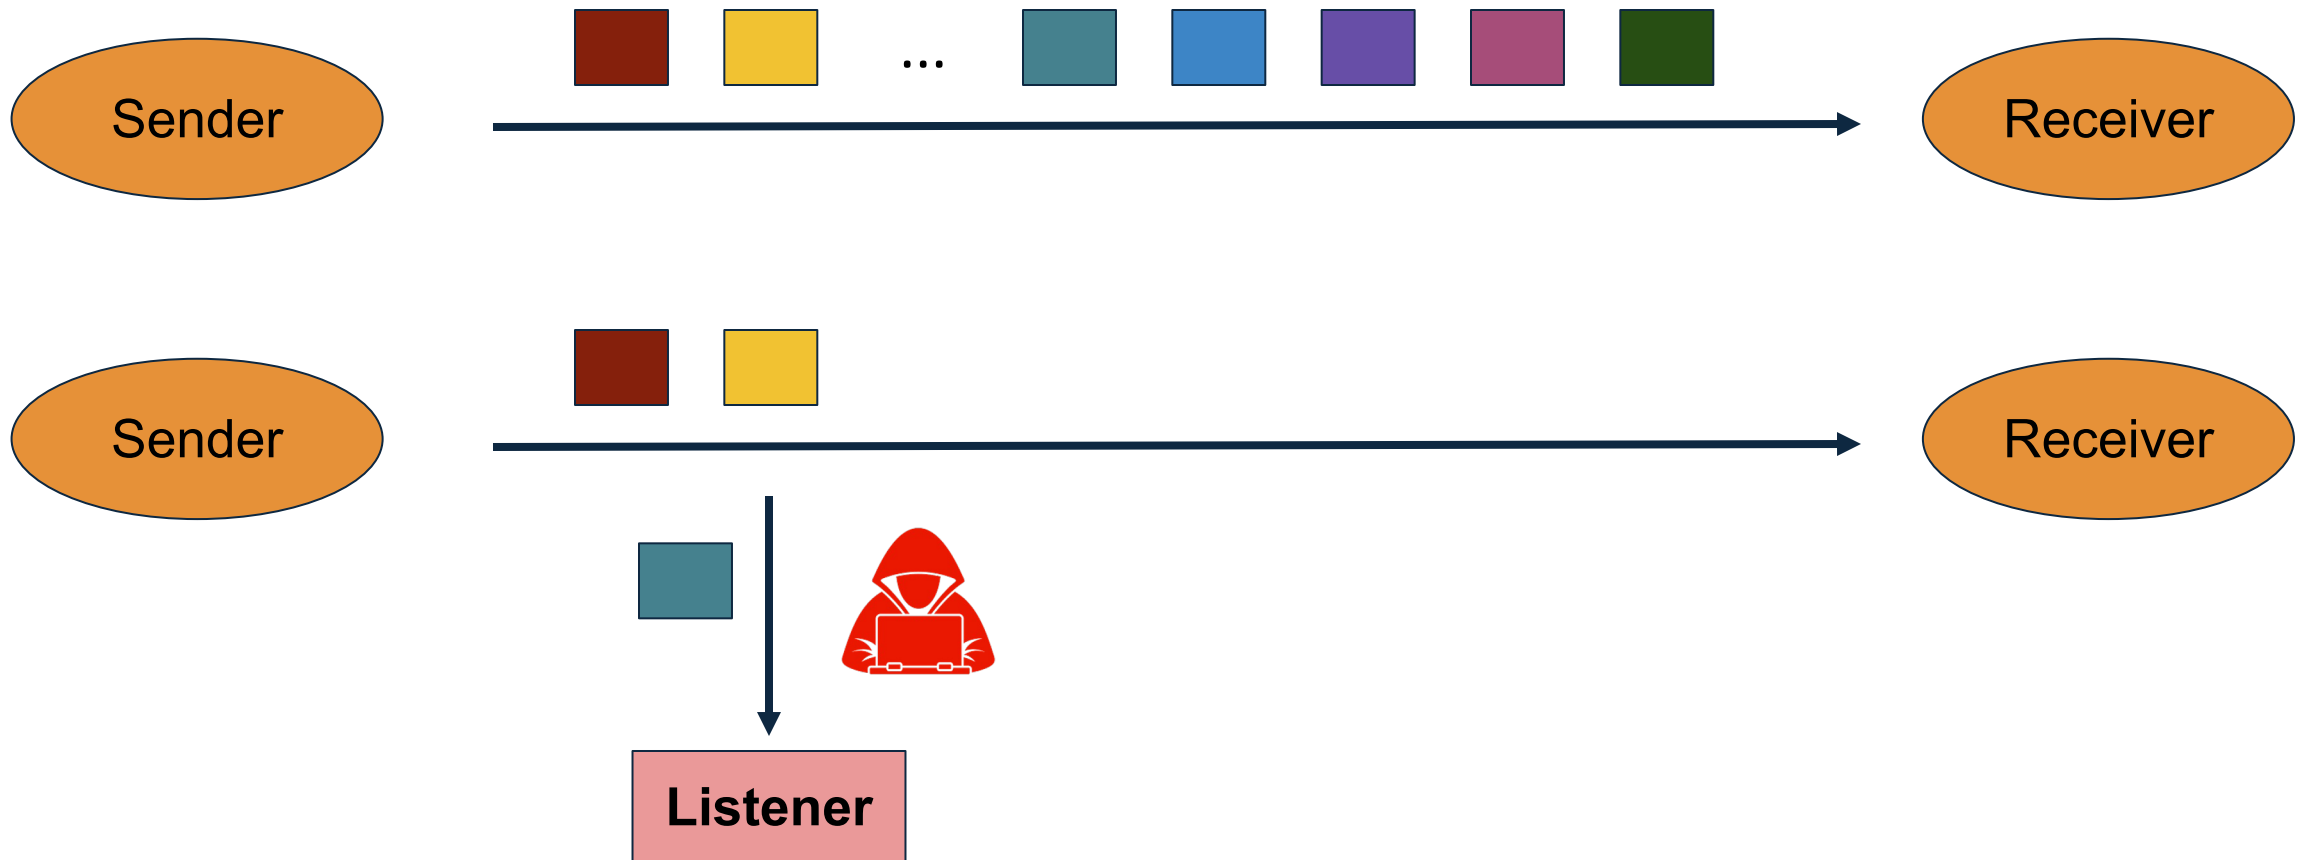 Sender
...
Receiver
Sender
Receiver
Listener